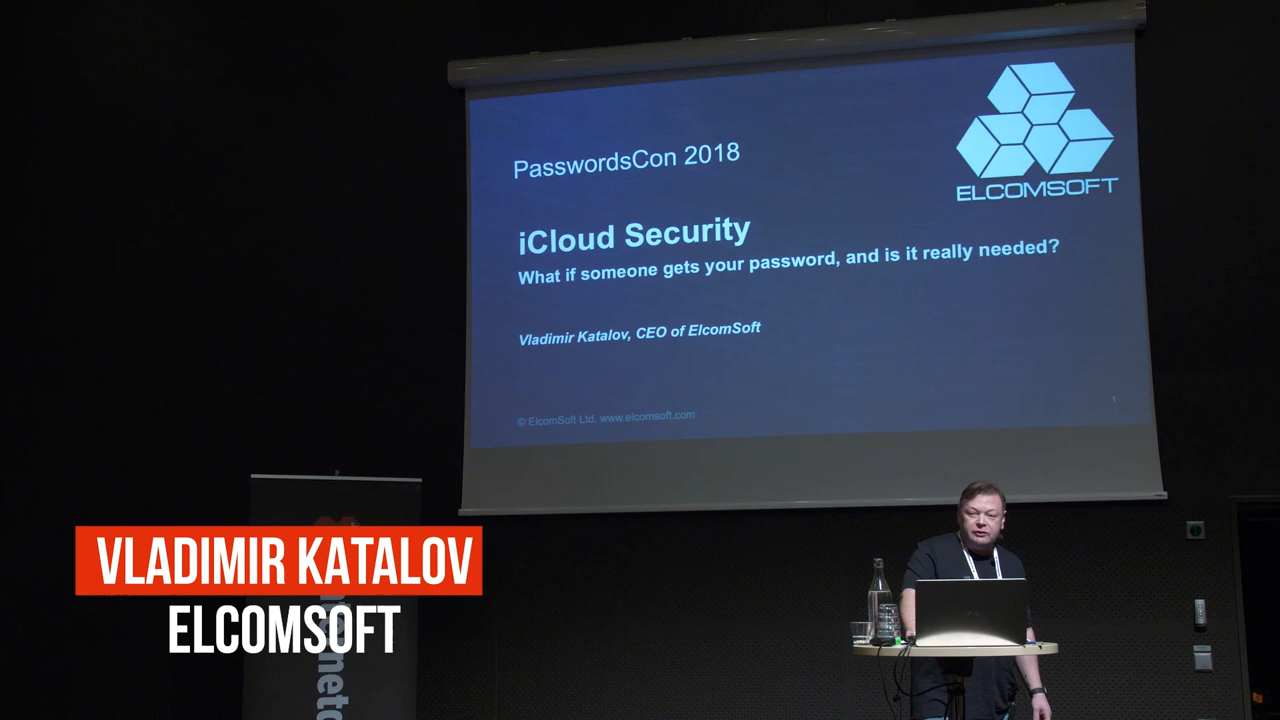 PasswordsCon 2018
ELCOMSOFT
iCloud Security
What if someone gets your password, and is it really needed?
Vladimir Katalov, CEO of ElcomSoft
© ElcomSoft Ltd. www.elcomsoft.com
1
VLADIMIR KATALOV
ELCOMSOFT